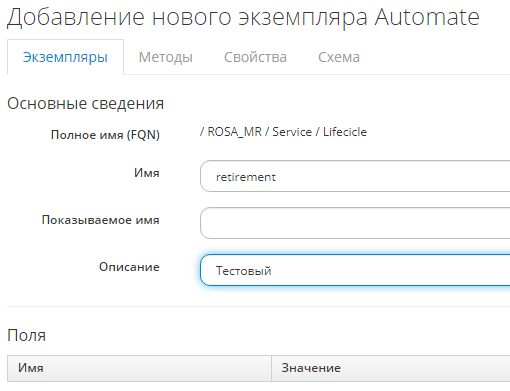 Добавление нового экземпляра Automate
Экземпляры Методы Свойства Схема
Основные сведения
Полное имя (FQN) / ROSA_MR / Service / Lifecicle
Имя retirement
Показываемое имя
Описание Тестовый
Поля
Имя Значение